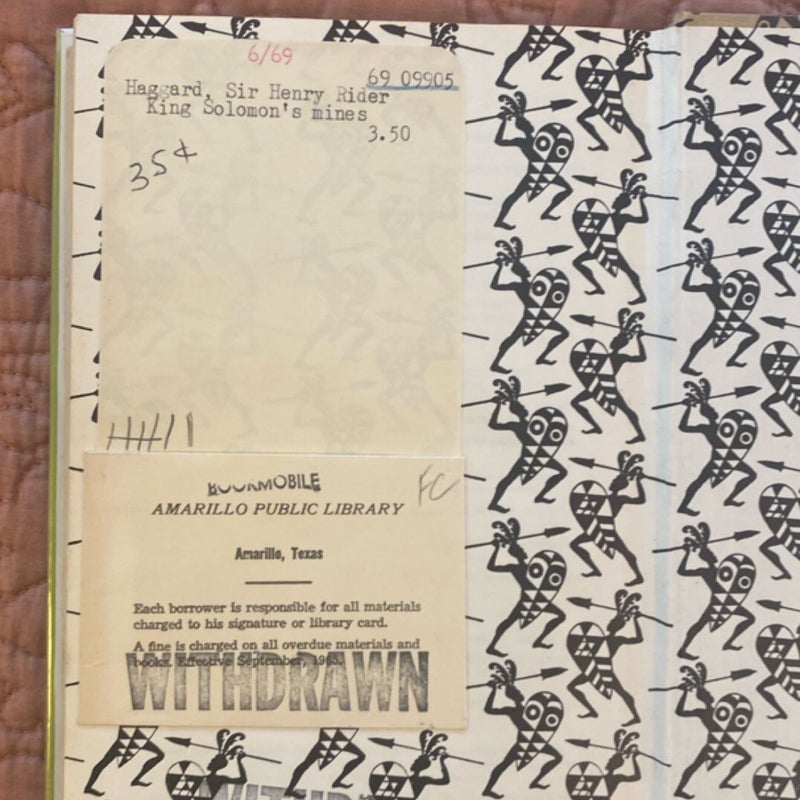 6/69
69 09905
Haggard, Sir Henry Rider
King Solomon's mines
3.50
35¢
BOOKMOBILE
FC
AMARILLO PUBLIC LIBRARY
Amarillo, Texas
Each borrower is responsible for all materials
charged to his signature or library card.
A fine is charged on all overdue materials and
books. Effective September, 1965.
WITHDRAWN